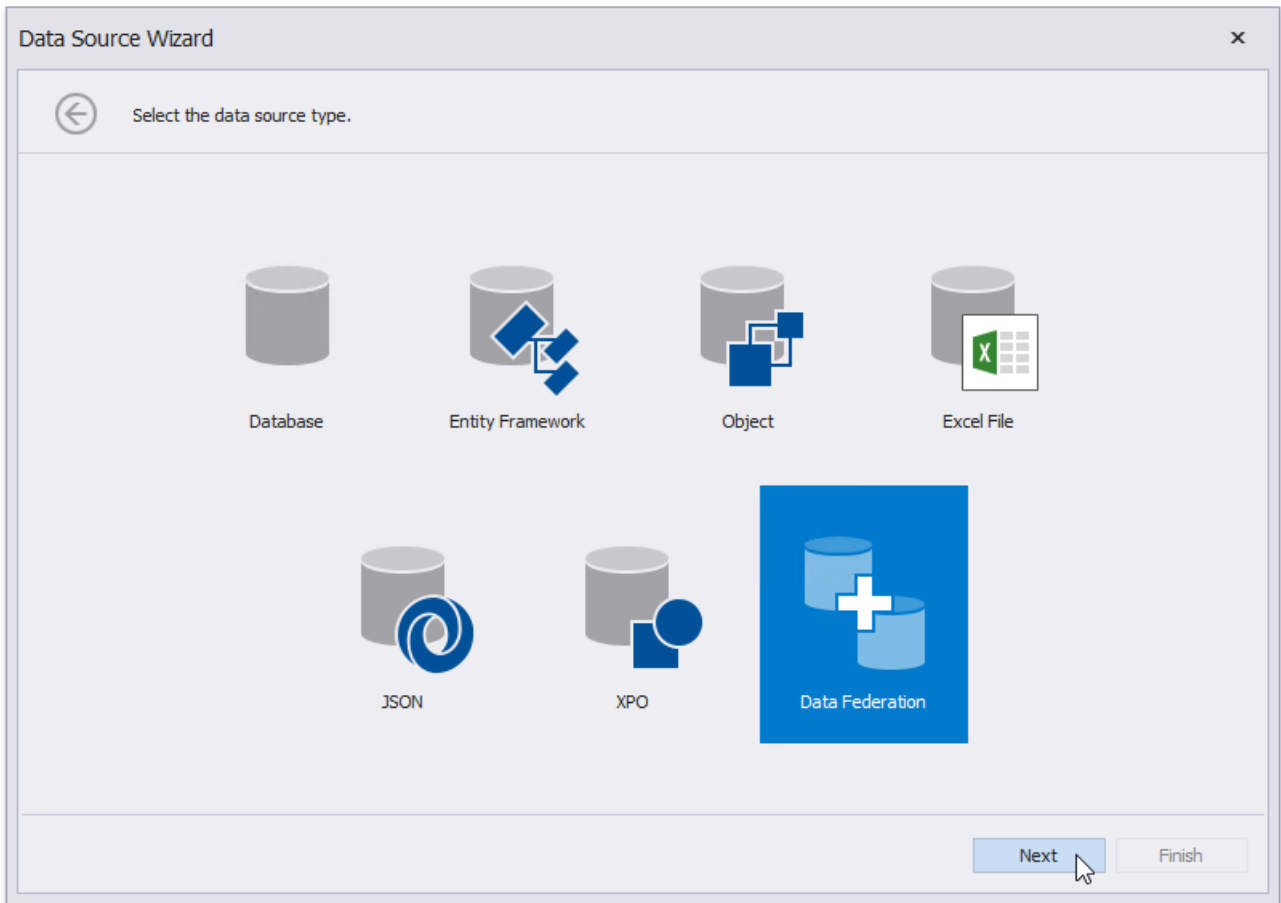 Data Source Wizard
Select the data source type.
Database
Entity Framework
Object
Excel File
X
JSON
XPO
Data Federation
Next
Finish